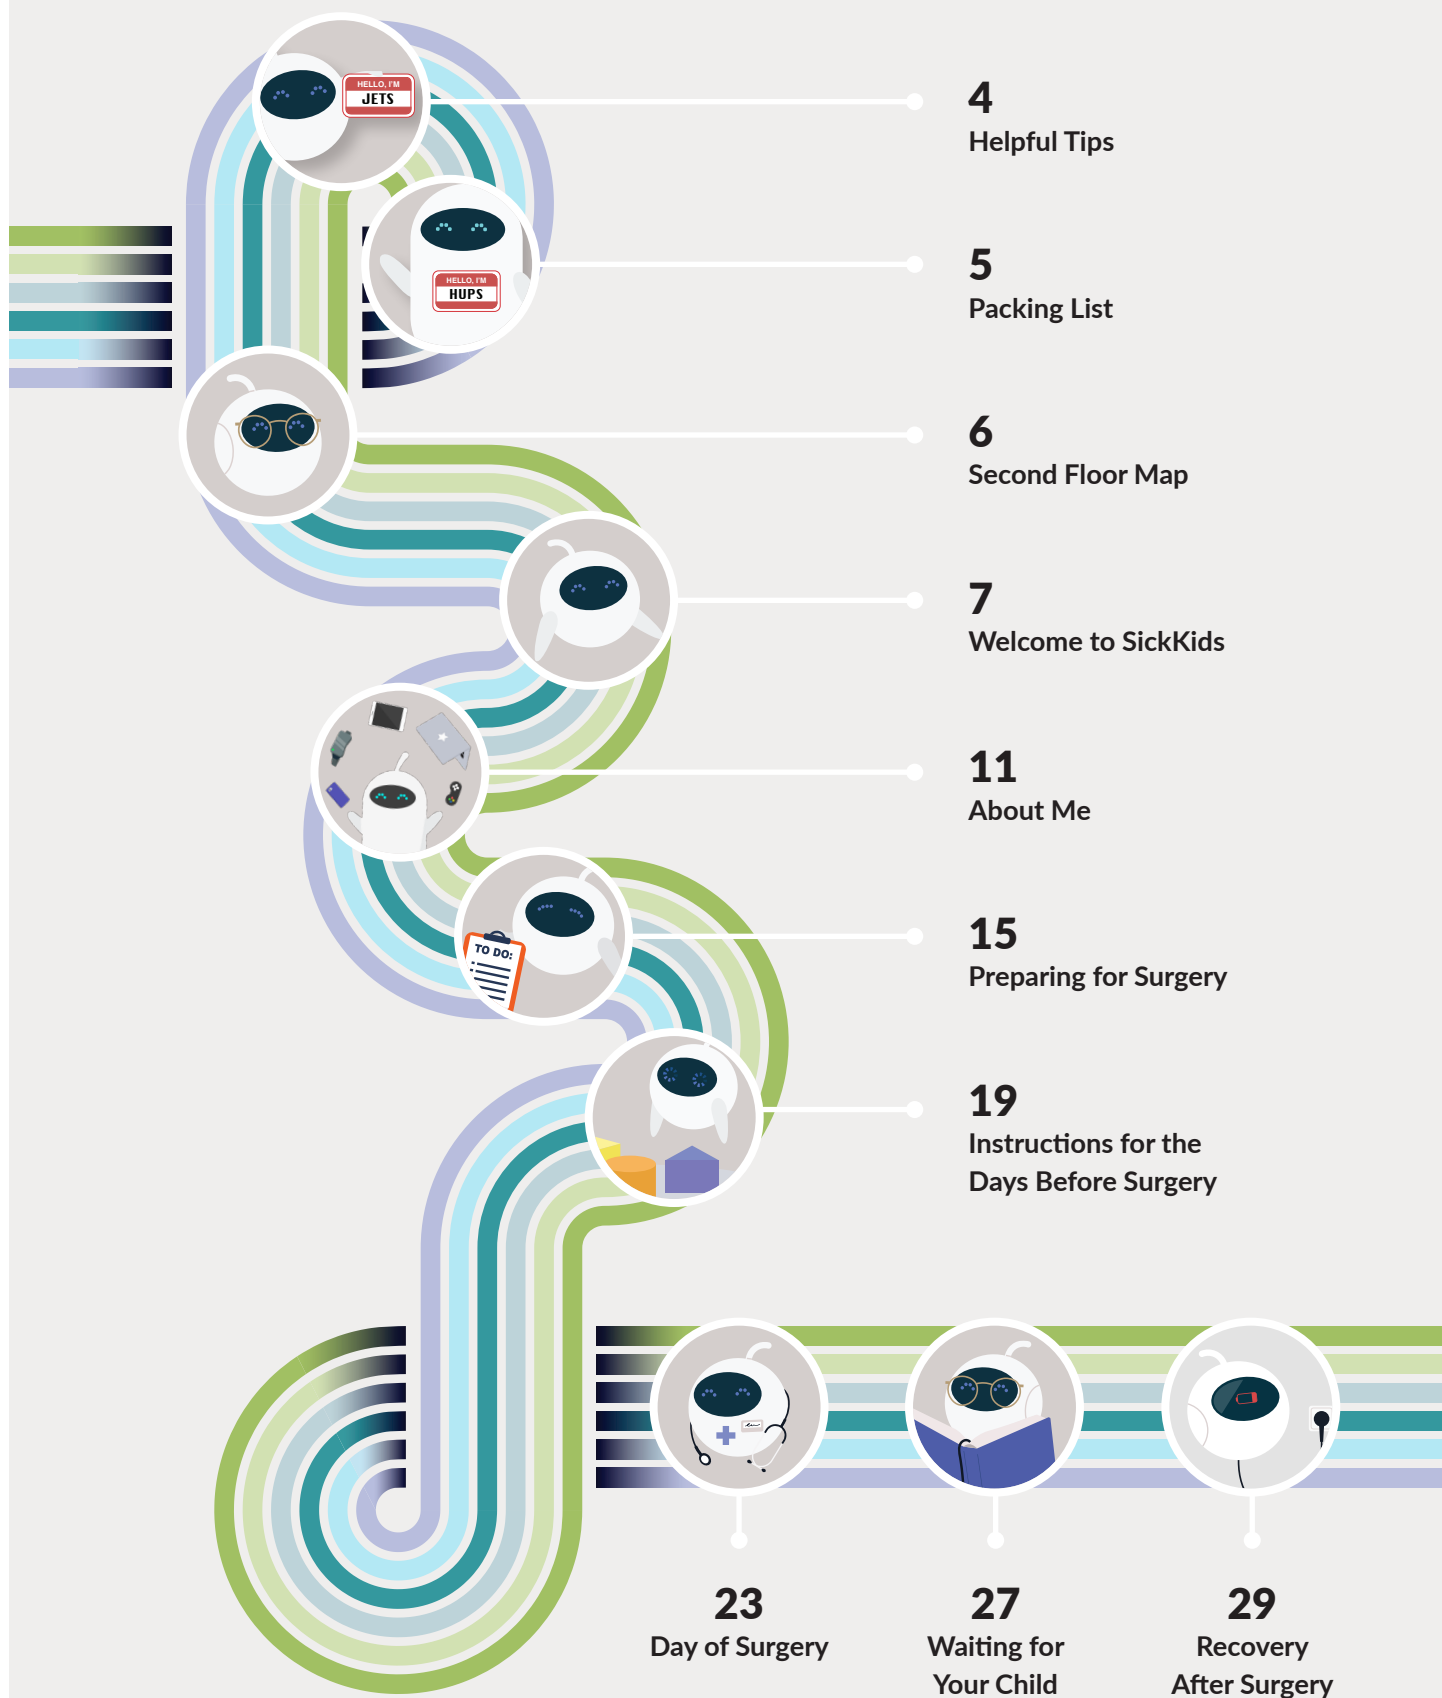 HELLO, I'M
JETS
4
Helpful Tips
HELLO, I'M
HUPS
5
Packing List
6
Second Floor Map
7
Welcome to SickKids
11
About Me
TO DO:
15
Preparing for Surgery
19
Instructions for the
Days Before Surgery
23
Day of Surgery
27
Waiting for
Your Child
29
Recovery
After Surgery